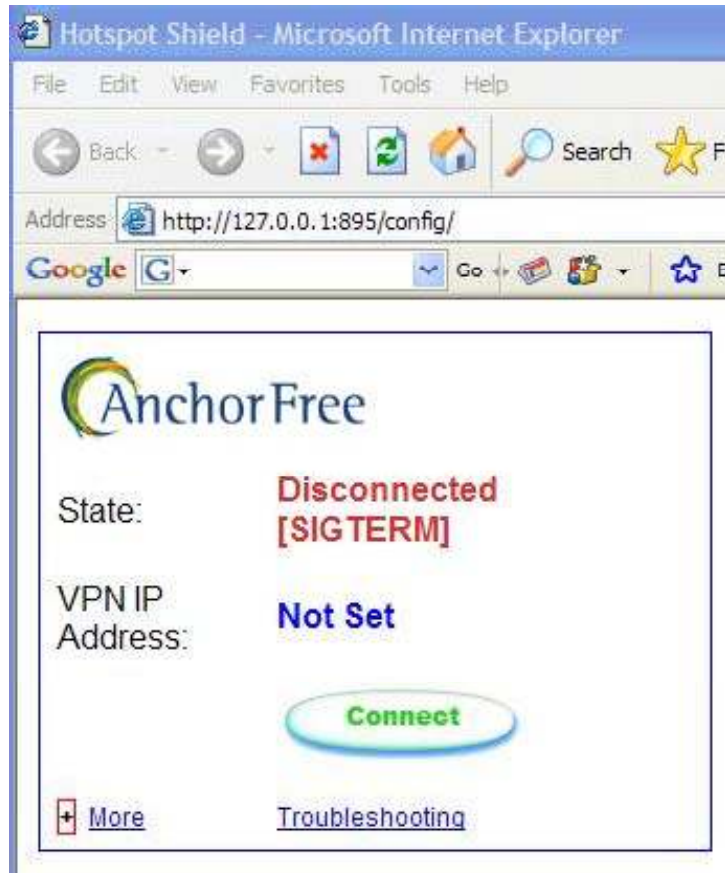 Hotspot Shield - Microsoft Internet Explorer
File Edit View Favorites Tools Help
Back Search F
Address http://127.0.0.1:895/config/
Google G Go
AnchorFree
State: Disconnected
[SIGTERM]
VPN IP
Address: Not Set
Connect
+ More Troubleshooting